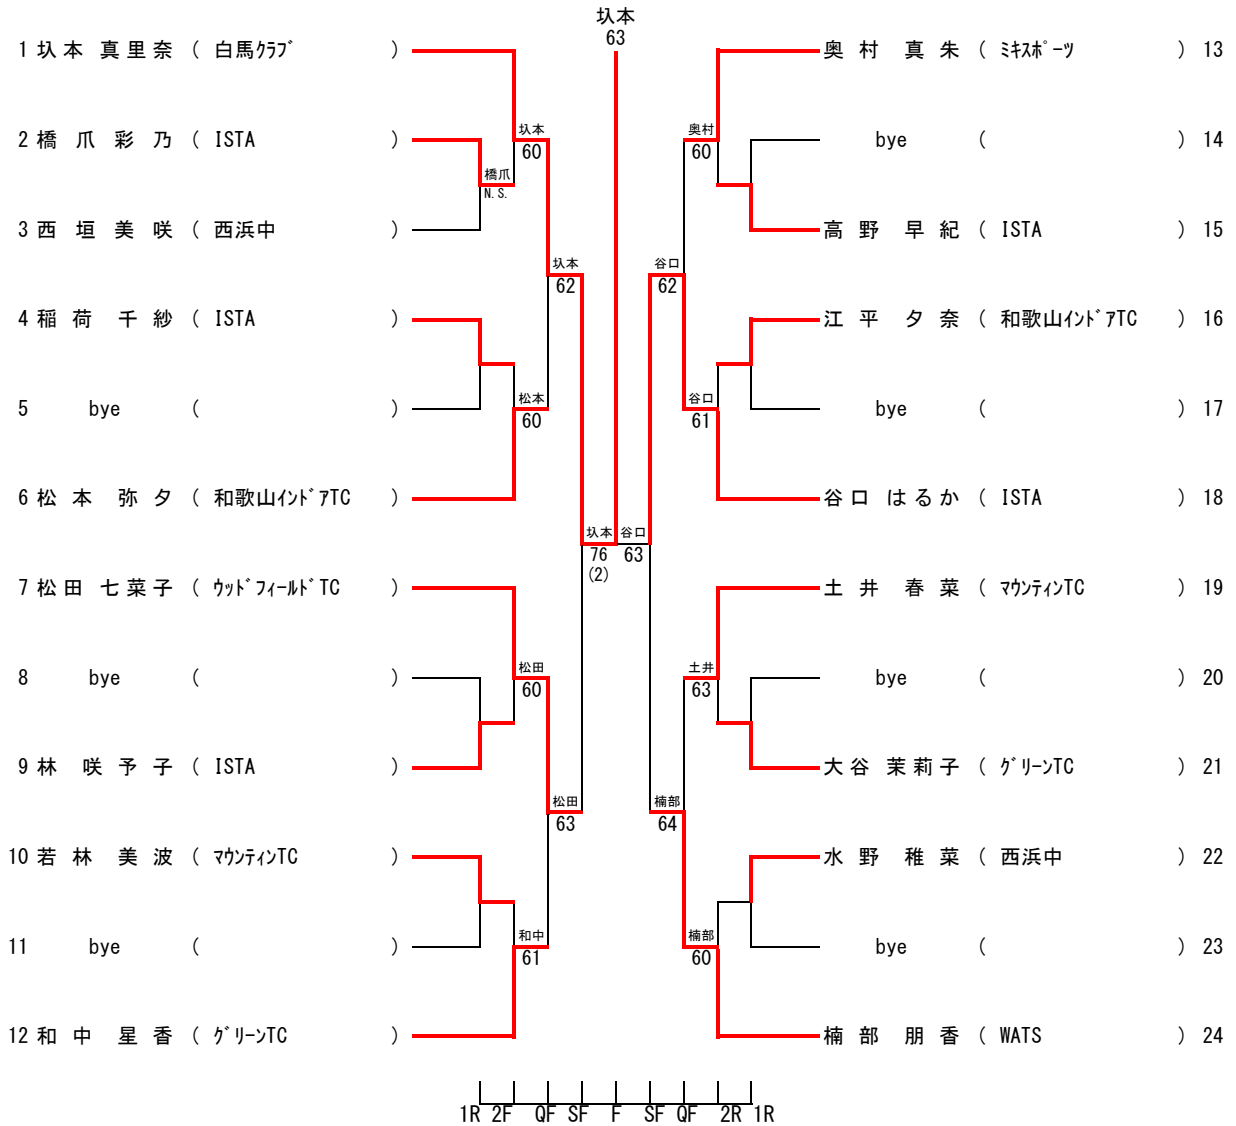 圦本
63
1 圦本 真里奈 ( 白馬ｸﾗﾌﾞ )
2 橋爪彩乃 ( ISTA )
3 西垣美咲 ( 西浜中 )
4 稲荷千紗 ( ISTA )
5 bye ( )
6 松本弥夕 ( 和歌山ｲﾝﾄﾞｱTC )
7 松田七菜子 ( ｳｯﾄﾞﾌｨｰﾙﾄﾞTC )
8 bye ( )
9 林咲予子 ( ISTA )
10 若林美波 ( ﾏｳﾝﾃｨﾝTC )
11 bye ( )
12 和中星香 ( ｸﾞﾘｰﾝTC )
橋爪
N.S.
圦本
60
松本
60
松田
60
和中
61
圦本
62
松田
63
圦本
76
(2)
谷口
63
谷口
62
楠部
64
奥村
60
谷口
61
土井
63
楠部
60
奥村 真朱 ( ﾐｷｽﾎﾟｰﾂ ) 13
bye ( ) 14
高野早紀 ( ISTA ) 15
江平夕奈 ( 和歌山ｲﾝﾄﾞｱTC ) 16
bye ( ) 17
谷口はるか ( ISTA ) 18
土井春菜 ( ﾏｳﾝﾃｨﾝTC ) 19
bye ( ) 20
大谷茉莉子 ( ｸﾞﾘｰﾝTC ) 21
水野稚菜 ( 西浜中 ) 22
bye ( ) 23
楠部朋香 ( WATS ) 24
1R 2F QF SF F SF QF 2R 1R